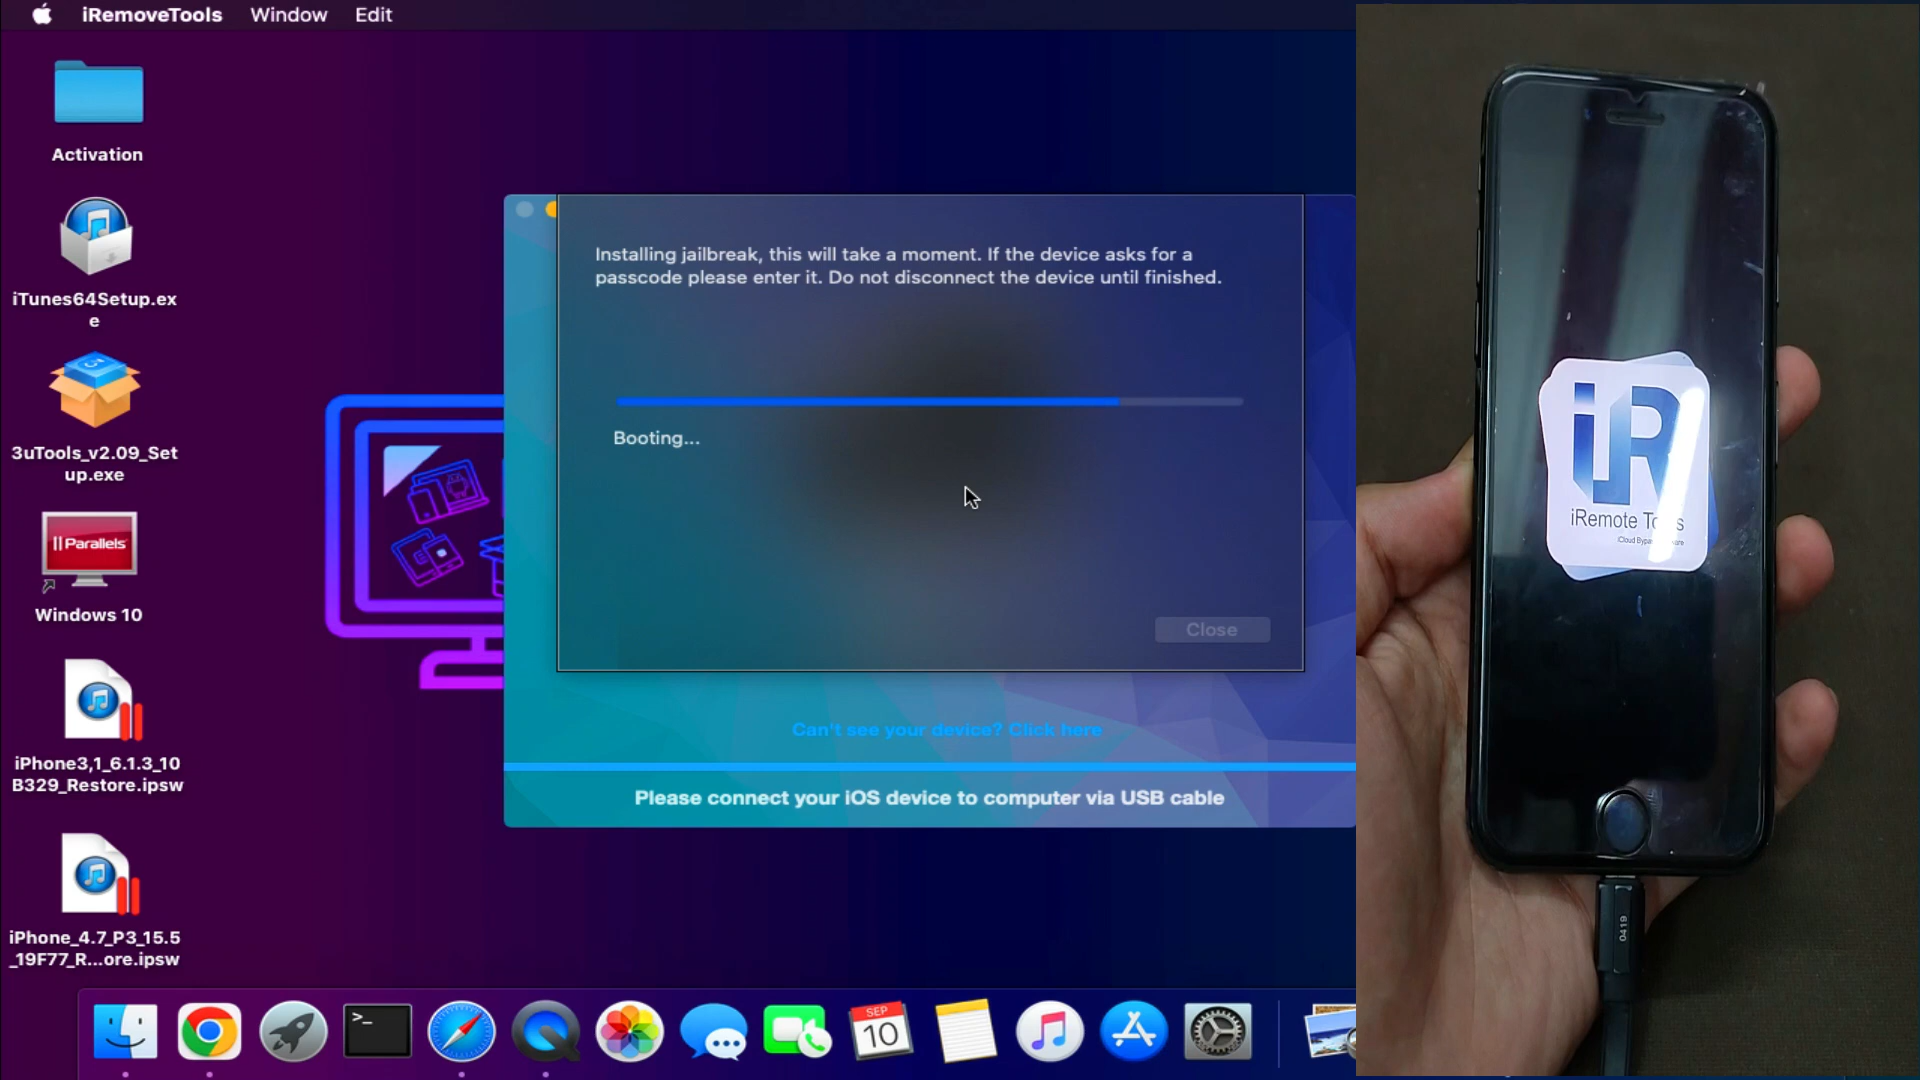 iRemoveTools Window Edit
Activation
iTunes64Setup.ex
e
3uTools_v2.09_Set
up.exe
||Parallels
Windows 10
iPhone3,1_6.1.3_10
B329_Restore.ipsw
iPhone_4.7_P3_15.5
_19F77_R...ore.ipsw
Installing jailbreak, this will take a moment. If the device asks for a
passcode please enter it. Do not disconnect the device until finished.
Booting...
Close
Can't see your device? Click here
Please connect your iOS device to computer via USB cable
>_
SEP
10
iR
iRemote
iCloud
0419